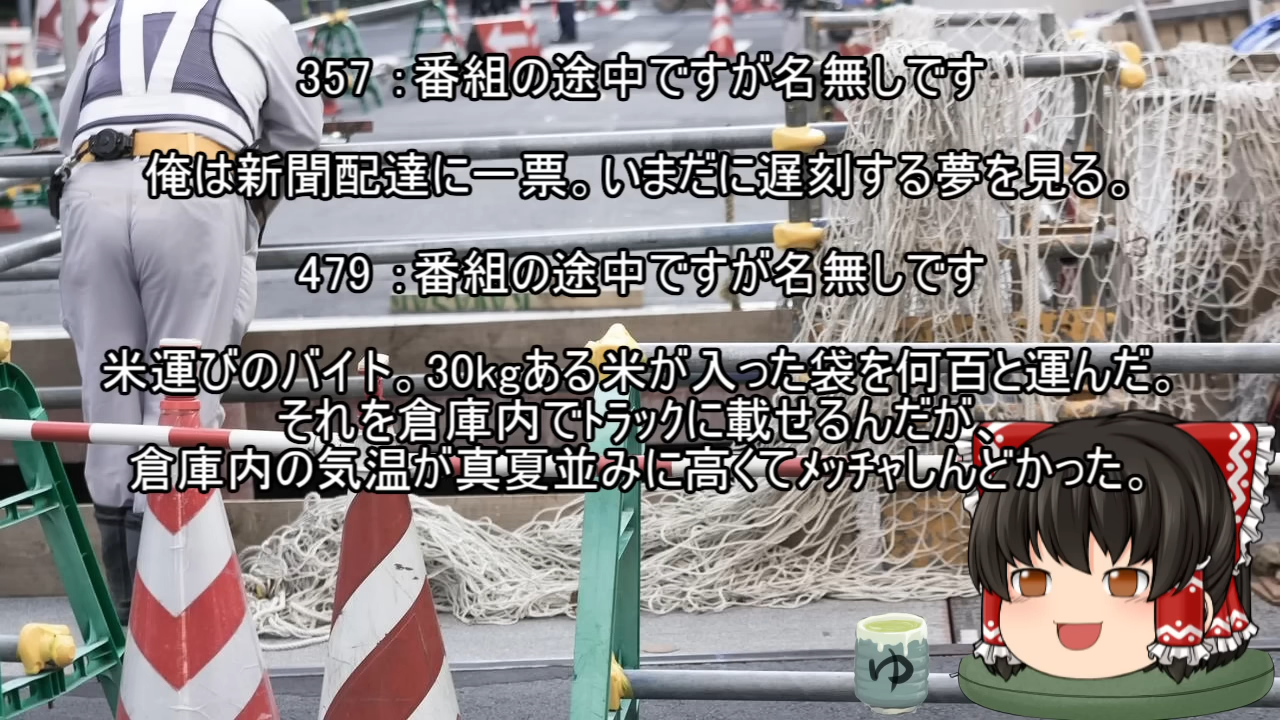 357 :番組の途中ですが名無しです
俺は新聞配達に一票。いまだに遅刻する夢を見る。
479 :番組の途中ですが名無しです
米運びのバイト。30kgある米が入った袋を何百と運んだ。
それを倉庫内でﾄﾗｯｸに載せるんだが、
倉庫内の気温が真夏並みに高くてﾒｯﾁｬしんどかった。
ゆ